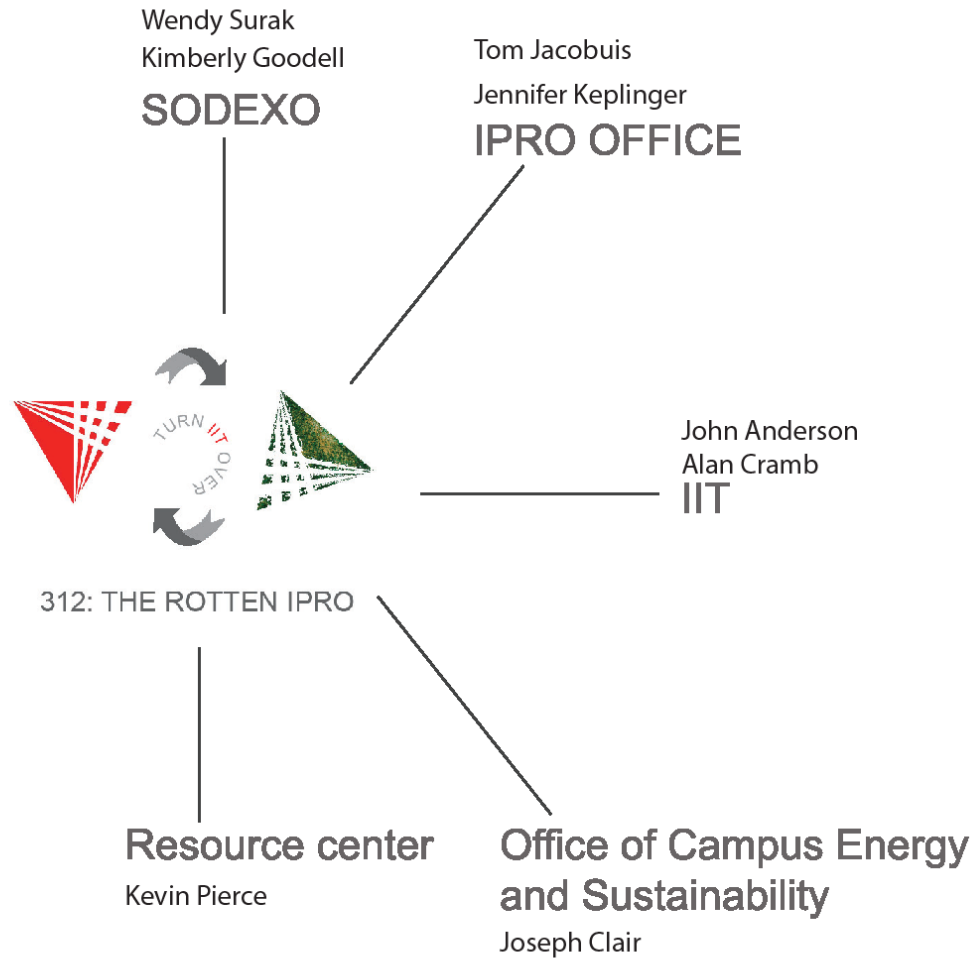 Wendy Surak
Kimberly Goodell
SODEXO
Tom Jacobuis
Jennifer Keplinger
IPRO OFFICE
TURN IIT OVER
John Anderson
Alan Cramb
IIT
312: THE ROTTEN IPRO
Resource center
Kevin Pierce
Office of Campus Energy
and Sustainability
Joseph Clair